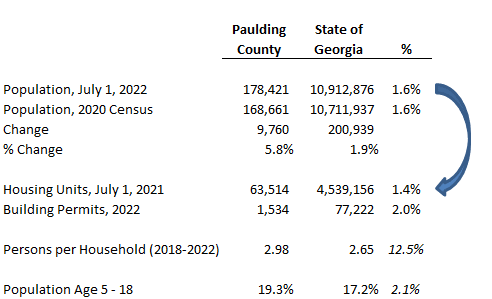 Paulding State of
County Georgia %
Population, July 1, 2022 178,421 10,912,876 1.6%
Population, 2020 Census 168,661 10,711,937 1.6%
Change 9,760 200,939
% Change 5.8% 1.9%
Housing Units, July 1, 2021 63,514 4,539,156 1.4%
Building Permits, 2022 1,534 77,222 2.0%
Persons per Household (2018-2022) 2.98 2.65 12.5%
Population Age 5 - 18 19.3% 17.2% 2.1%